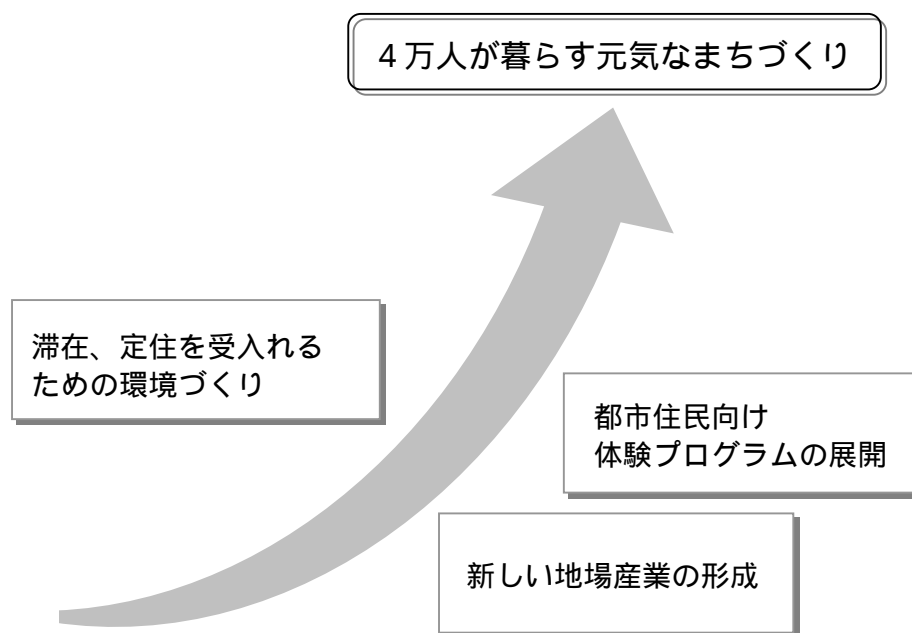 ４万人が暮らす元気なまちづくり
滞在、定住を受入れる
ための環境づくり
都市住民向け
体験プログラムの展開
新しい地場産業の形成